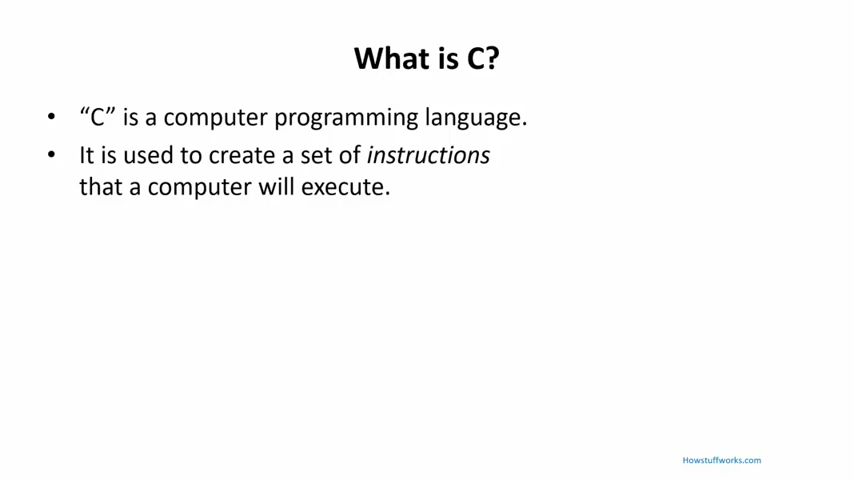 What is C?
• “C” is a computer programming language.
• It is used to create a set of instructions
that a computer will execute.
Howstuffworks.com